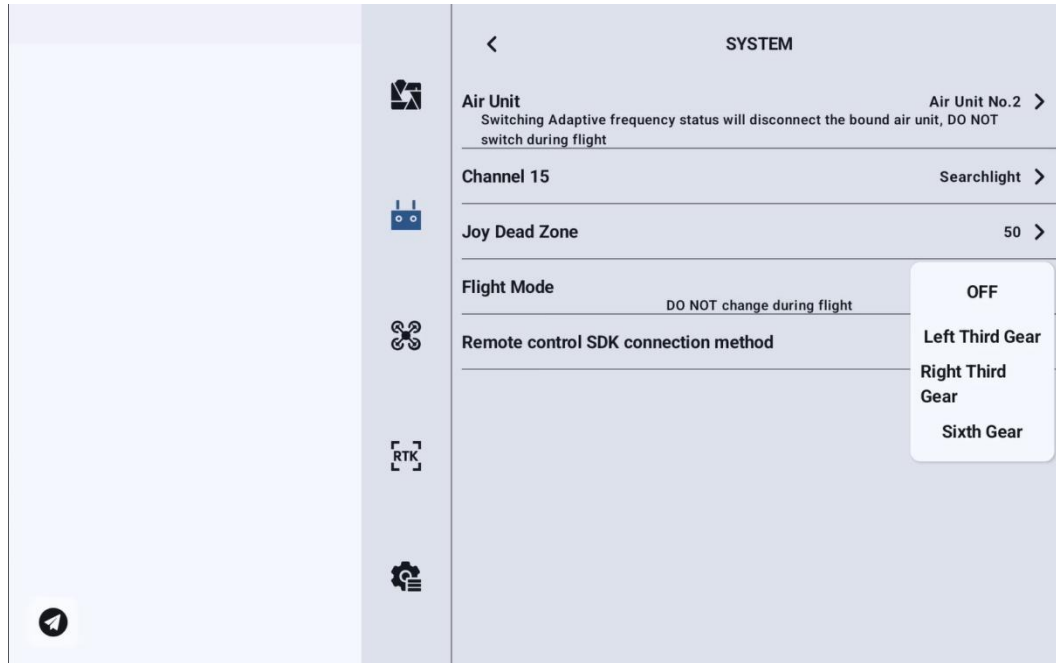 SYSTEM
Air Unit
Air Unit No.2
Switching Adaptive frequency status will disconnect the bound air unit, DO NOT
switch during flight
Channel 15
Searchlight
Joy Dead Zone
50
Flight Mode
DO NOT change during flight
Remote control SDK connection method
OFF
Left Third Gear
Right Third
Gear
Sixth Gear
RTK